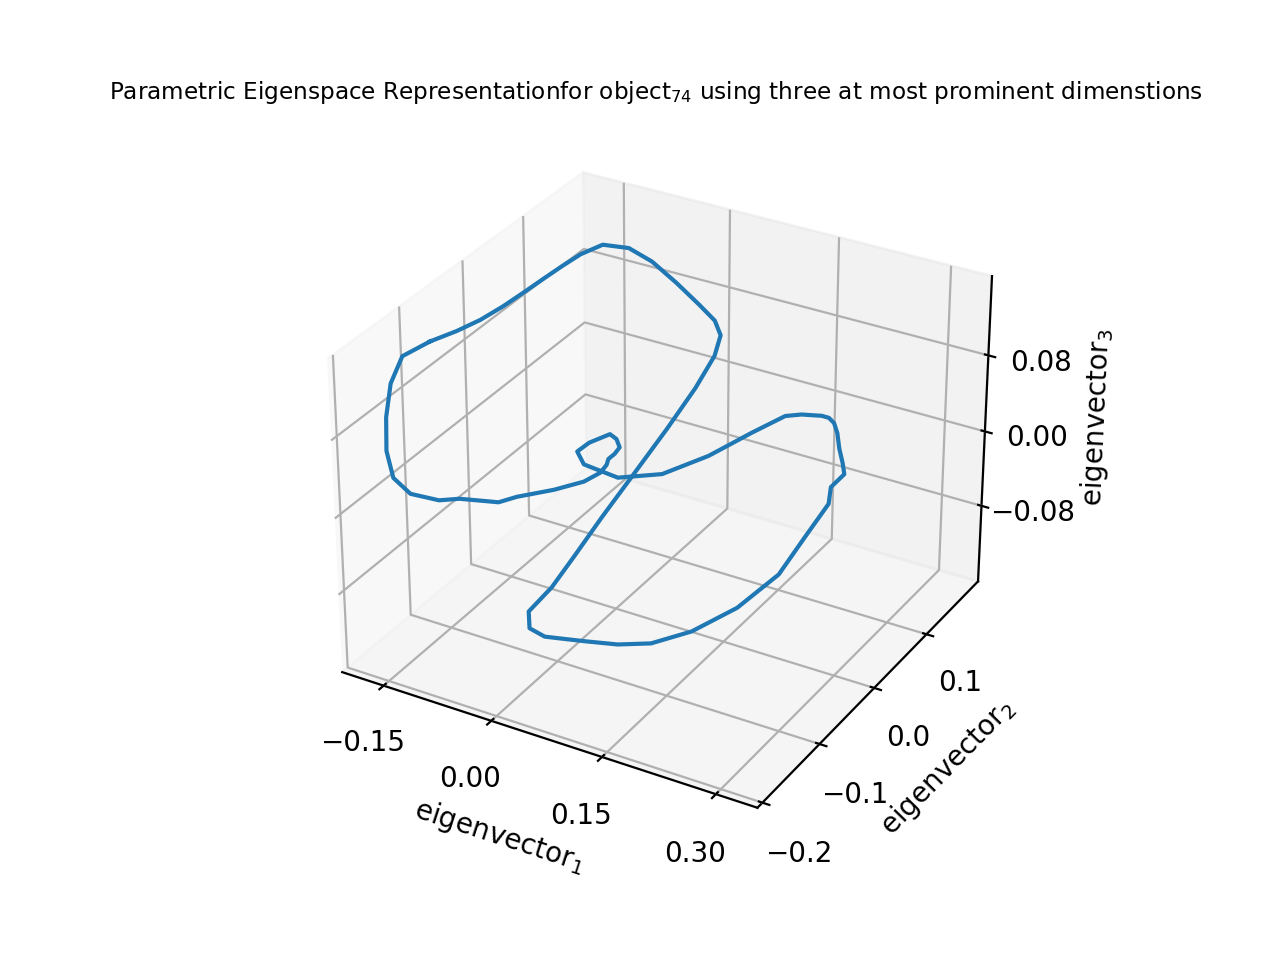 Parametric Eigenspace Representationfor object₇₄ using three at most prominent dimenstions
0.08
0.00
−0.08
eigenvector₃
0.1
0.0
−0.1
−0.2
eigenvector₂
−0.15
0.00
0.15
0.30
eigenvector₁